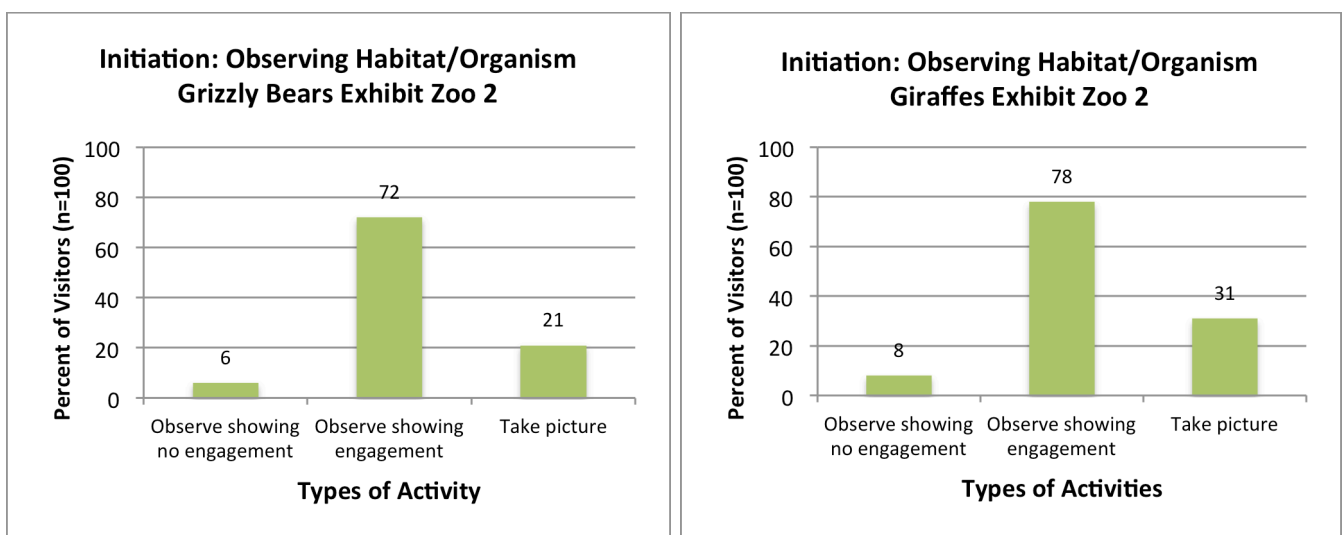 Initiation: Observing Habitat/Organism
Grizzly Bears Exhibit Zoo 2
Percent of Visitors (n=100)
100
80
60
40
20
0
6
72
21
Observe showing
no engagement
Observe showing
engagement
Take picture
Types of Activity
Initiation: Observing Habitat/Organism
Giraffes Exhibit Zoo 2
Percent of Visitors (n=100)
100
80
60
40
20
0
8
78
31
Observe showing
no engagement
Observe showing
engagement
Take picture
Types of Activities